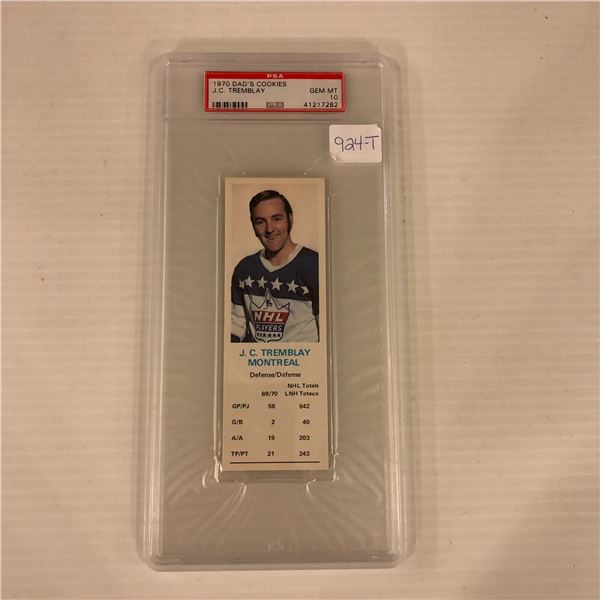 PSA
1970 DAD'S COOKIES GEM MT
J.C. TREMBLAY 10
41217282
924-T
NHL
PLAYERS
J. C. TREMBLAY
MONTREAL
Defense/Défense
NHL Totals
69/70 LNH Totaux
GP/PJ 58 642
G/B 2 40
A/A 19 203
TP/PT 21 243